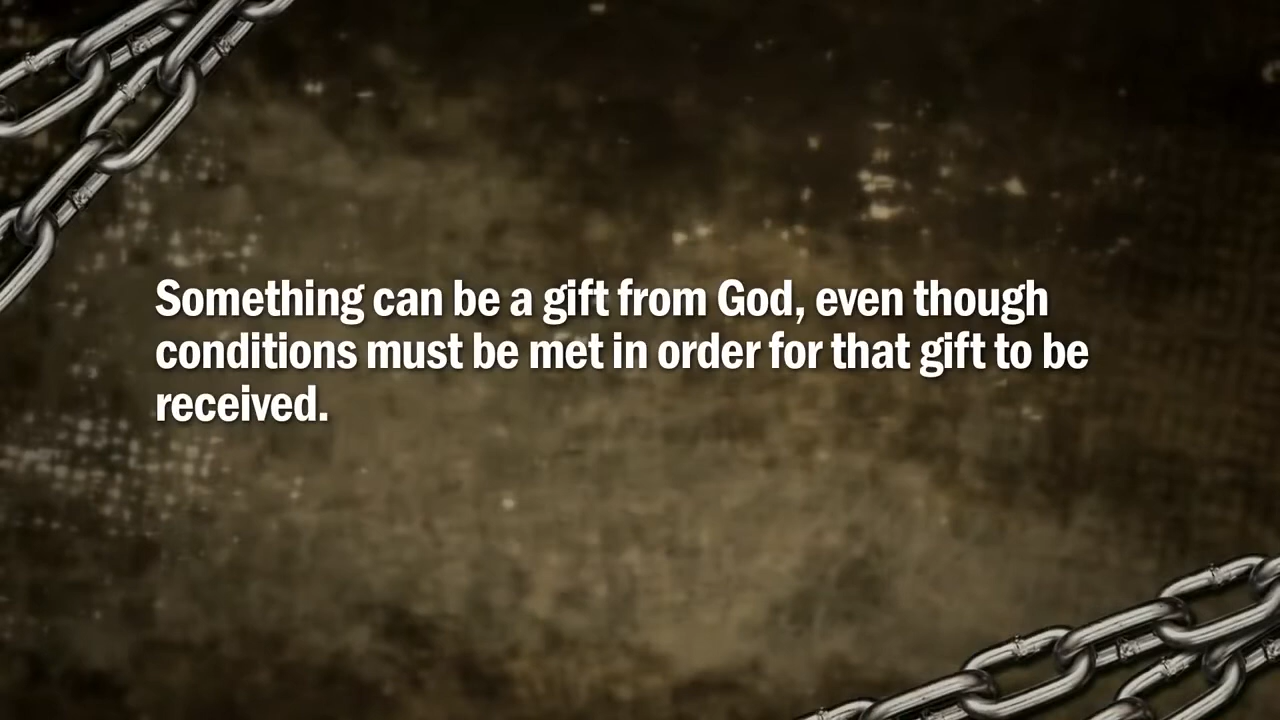 Something can be a gift from God, even though
conditions must be met in order for that gift to be
received.